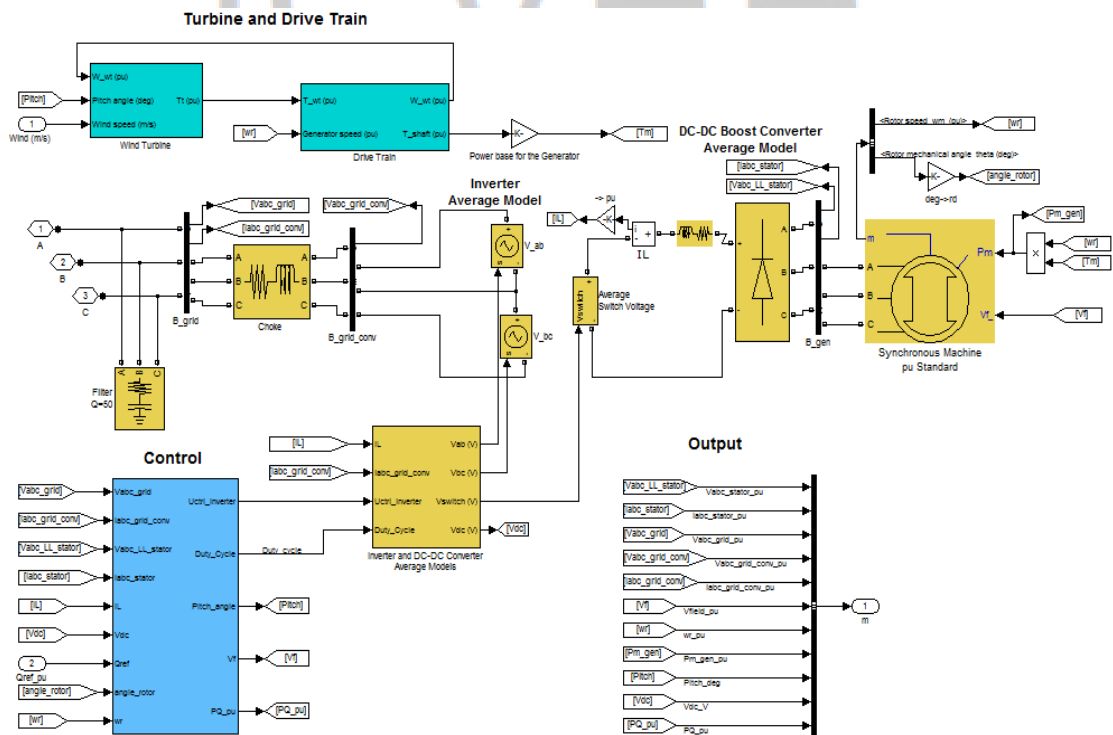 Turbine and Drive Train
W_wt (pu)
[Pitch]
Pitch angle (deg)
Tt (pu)
1
Wind speed (m/s)
Wind (m/s)
Wind Turbine
T_wt (pu)
W_wt (pu)
[wr]
Generator speed (pu)
T_shaft (pu)
Drive Train
-K-
Power base for the Generator
[Tm]
DC-DC Boost Converter
Average Model
[Iabc_stator]
[Vabc_LL_stator]
<Rotor speed wm (pu)>
[wr]
<Rotor mechanical angle theta (deg)>
-K-
[angle_rotor]
deg->rd
Inverter
Average Model
[Vabc_grid]
[Iabc_grid_conv]
[Vabc_grid_conv]
1
A
2
B
3
C
A
B
C
A
B
C
B_grid
Choke
B_grid_conv
V_ab
s
V_bc
s
-> pu
[IL]
-K-
i
+
-
IL
Vswitch
+
-
Average
Switch Voltage
+
-
A
B
C
B_gen
m
A
B
C
Pm
Vf_
[Pm_gen]
×
[wr]
[Tm]
[Vf]
Synchronous Machine
pu Standard
A
B
C
Filter
Q=50
Control
[Vabc_grid]
Vabc_grid
[Iabc_grid_conv]
Iabc_grid_conv
[Vabc_LL_stator]
Vabc_LL_stator
[Iabc_stator]
Iabc_stator
[IL]
IL
[Vdc]
Vdc
2
Qref
Qref_pu
[angle_rotor]
angle_rotor
[wr]
wr
Uctrl_Inverter
Duty_Cycle
Duty_cycle
Pitch_angle
[Pitch]
Vf
[Vf]
PQ_pu
[PQ_pu]
[IL]
IL
[Iabc_grid_conv]
Iabc_grid_conv
Uctrl_Inverter
Duty_Cycle
Vab (V)
Vbc (V)
Vswitch (V)
Vdc (V)
[Vdc]
Inverter and DC-DC Converter
Average Models
Output
[Vabc_LL_stator]
Vabc_stator_pu
[Iabc_stator]
Iabc_stator_pu
[Vabc_grid]
Vabc_grid_pu
[Vabc_grid_conv]
Vabc_grid_conv_pu
[Iabc_grid_conv]
Iabc_grid_conv_pu
[Vf]
Vfield_pu
[wr]
wr_pu
[Pm_gen]
Pm_gen_pu
[Pitch]
Pitch_deg
[Vdc]
Vdc_V
[PQ_pu]
PQ_pu
1
m